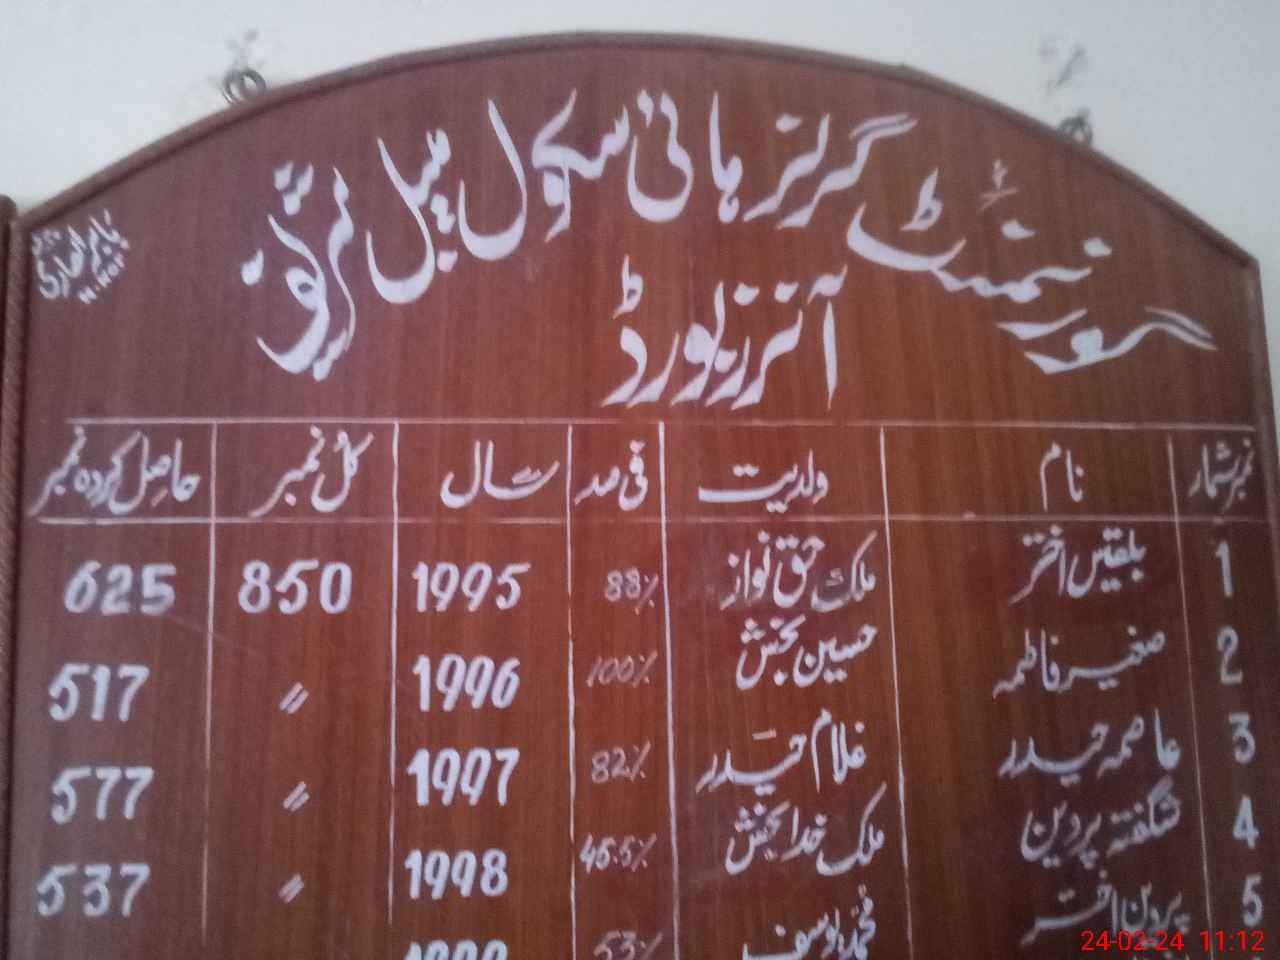 گورنمنٹ گرلز ہائی سکول میل
آنرز بورڈ
نمبر شمار نام ولدیت فی صد سال کل نمبر حاصل کردہ نمبر
1 بلقیس اختر ملک حق نواز 88% 1995 850 625
2 صغیر فاطمہ حسین بخش 100% 1996 〃 517
3 عاصمہ حیدر غلام حیدر 82% 1997 〃 577
4 شگفتہ پروین ملک خدا بخش 45.5% 1998 〃 537
5 پروین اختر محمد یوسف 53%
24-02-24 11:12